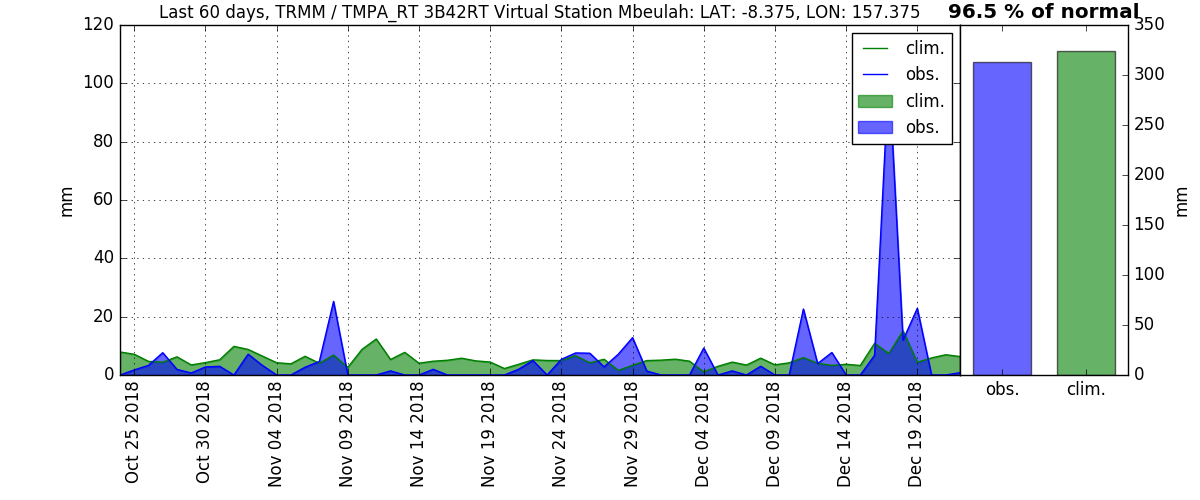 Last 60 days, TRMM / TMPA_RT 3B42RT Virtual Station Mbeulah: LAT: -8.375, LON: 157.375
96.5 % of normal
120
100
80
60
40
20
0
mm
clim.
obs.
clim.
obs.
Oct 25 2018
Oct 30 2018
Nov 04 2018
Nov 09 2018
Nov 14 2018
Nov 19 2018
Nov 24 2018
Nov 29 2018
Dec 04 2018
Dec 09 2018
Dec 14 2018
Dec 19 2018
350
300
250
200
150
100
50
0
mm
obs.
clim.